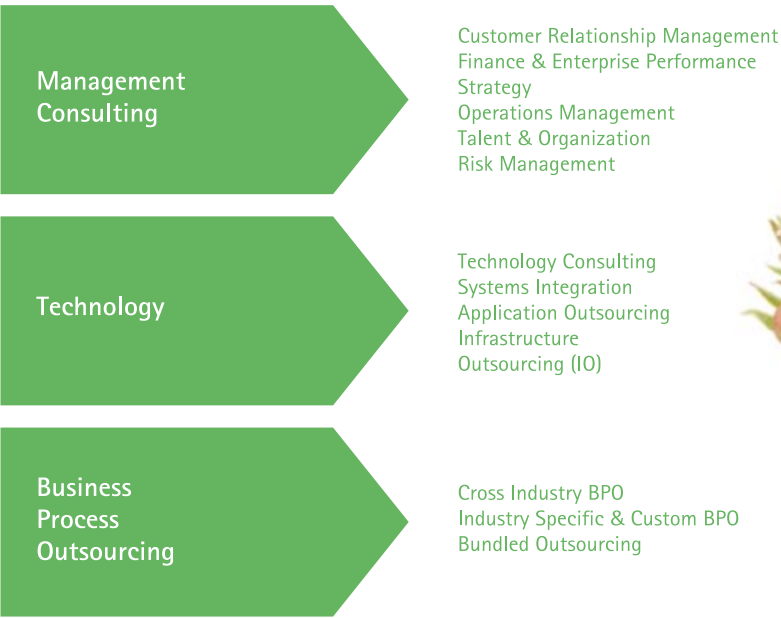 Management
Consulting
Customer Relationship Management
Finance & Enterprise Performance
Strategy
Operations Management
Talent & Organization
Risk Management
Technology
Technology Consulting
Systems Integration
Application Outsourcing
Infrastructure
Outsourcing (IO)
Business
Process
Outsourcing
Cross Industry BPO
Industry Specific & Custom BPO
Bundled Outsourcing